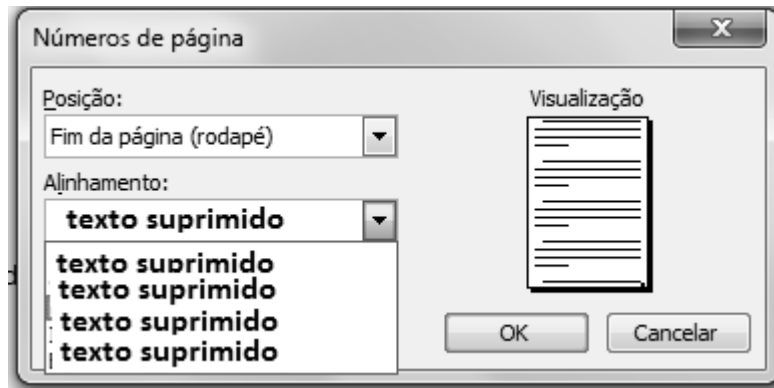 Números de página
Posição:
Visualização
Fim da página (rodapé)
Alinhamento:
texto suprimido
texto suprimido
texto suprimido
texto suprimido
texto suprimido
OK
Cancelar